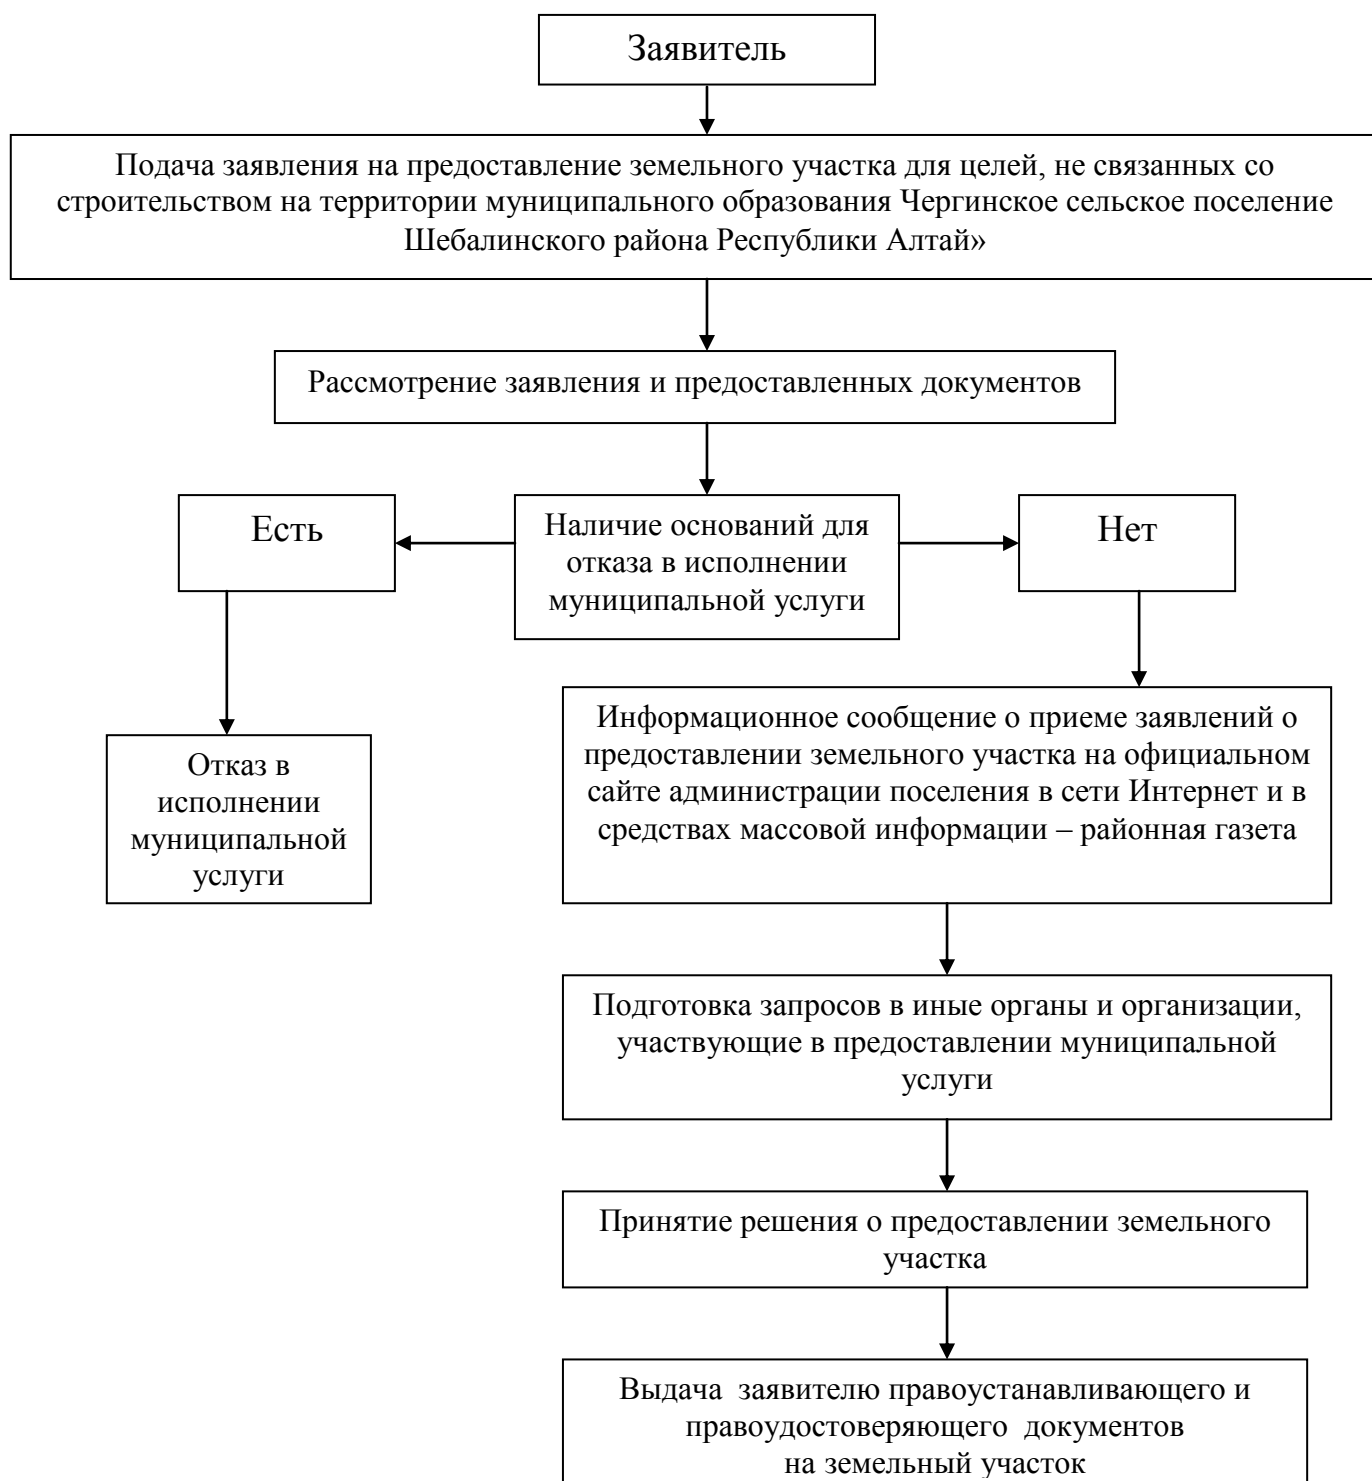 Заявитель
Подача заявления на предоставление земельного участка для целей, не связанных со
строительством на территории муниципального образования Чергинское сельское поселение
Шебалинского района Республики Алтай»
Рассмотрение заявления и предоставленных документов
Есть
Наличие оснований для
отказа в исполнении
муниципальной услуги
Нет
Отказ в
исполнении
муниципальной
услуги
Информационное сообщение о приеме заявлений о
предоставлении земельного участка на официальном
сайте администрации поселения в сети Интернет и в
средствах массовой информации – районная газета
Подготовка запросов в иные органы и организации,
участвующие в предоставлении муниципальной
услуги
Принятие решения о предоставлении земельного
участка
Выдача  заявителю правоустанавливающего и
правоудостоверяющего  документов
на земельный участок